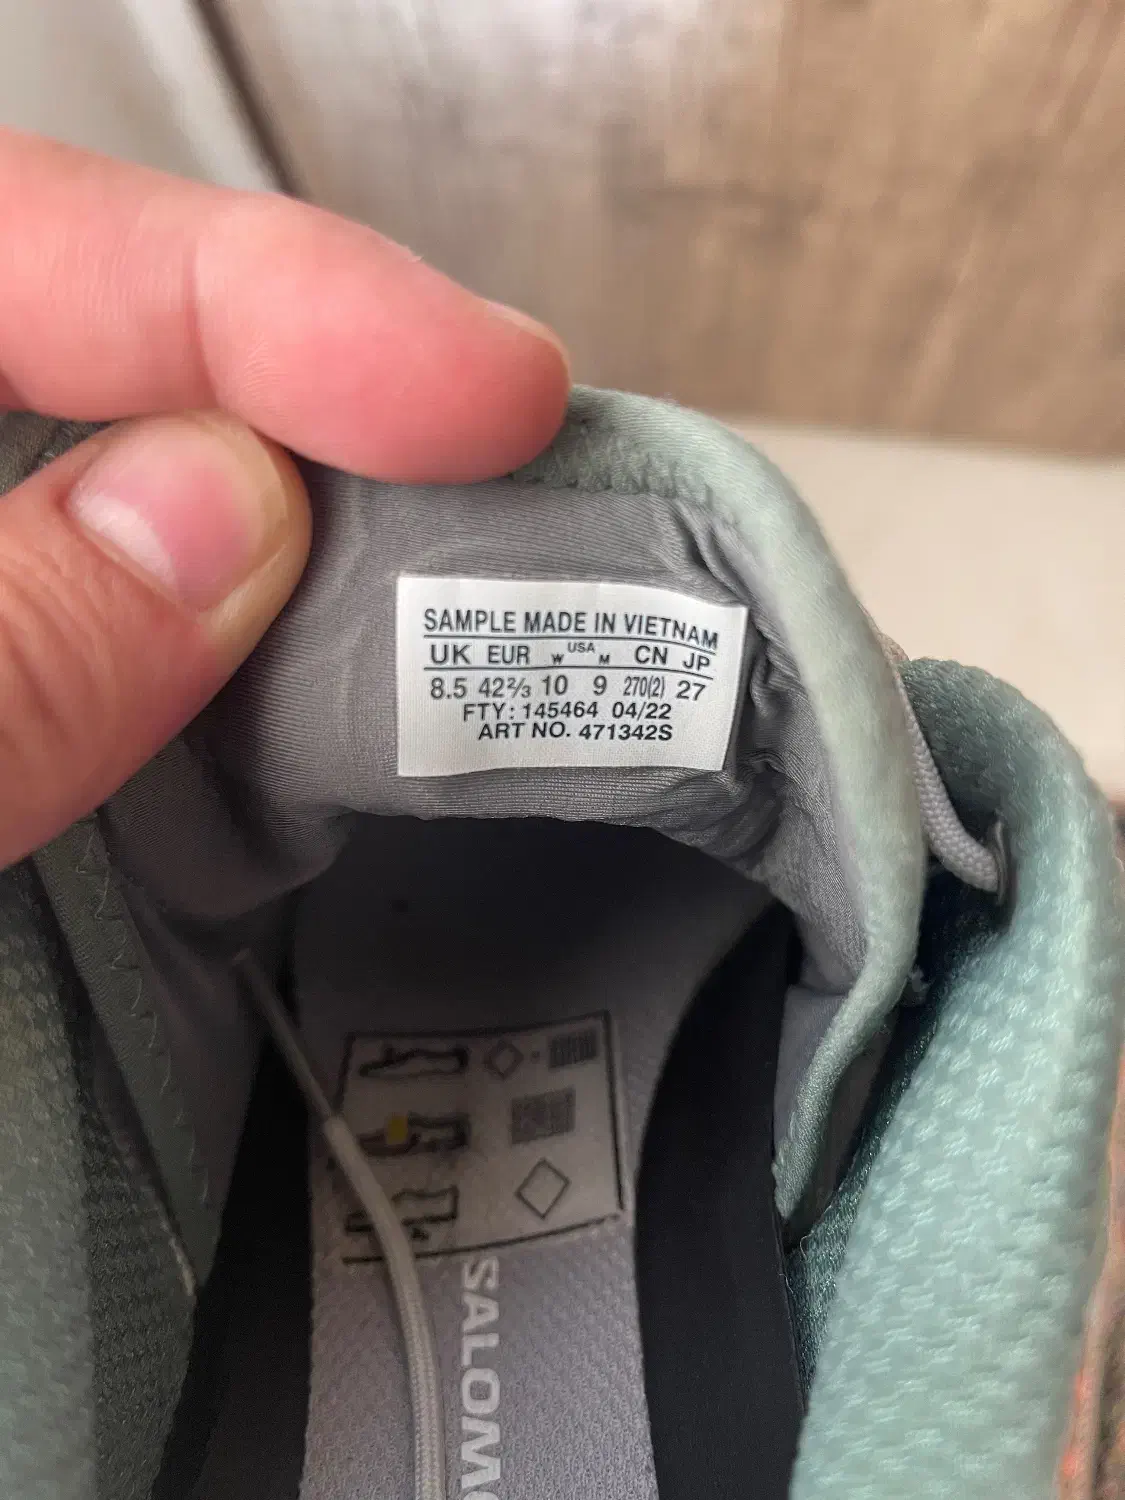 SAMPLE MADE IN VIETNAM
UK EUR W USA M CN JP
8.5 42⅔ 10 9 270(2) 27
FTY: 145464 04/22
ART NO. 471342S